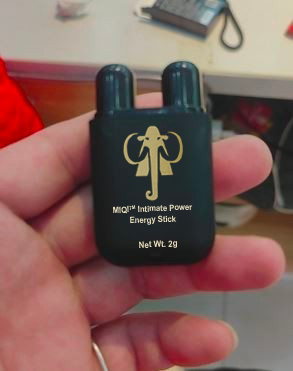 MIQI™ Intimate Power
Energy Stick
Net Wt. 2g